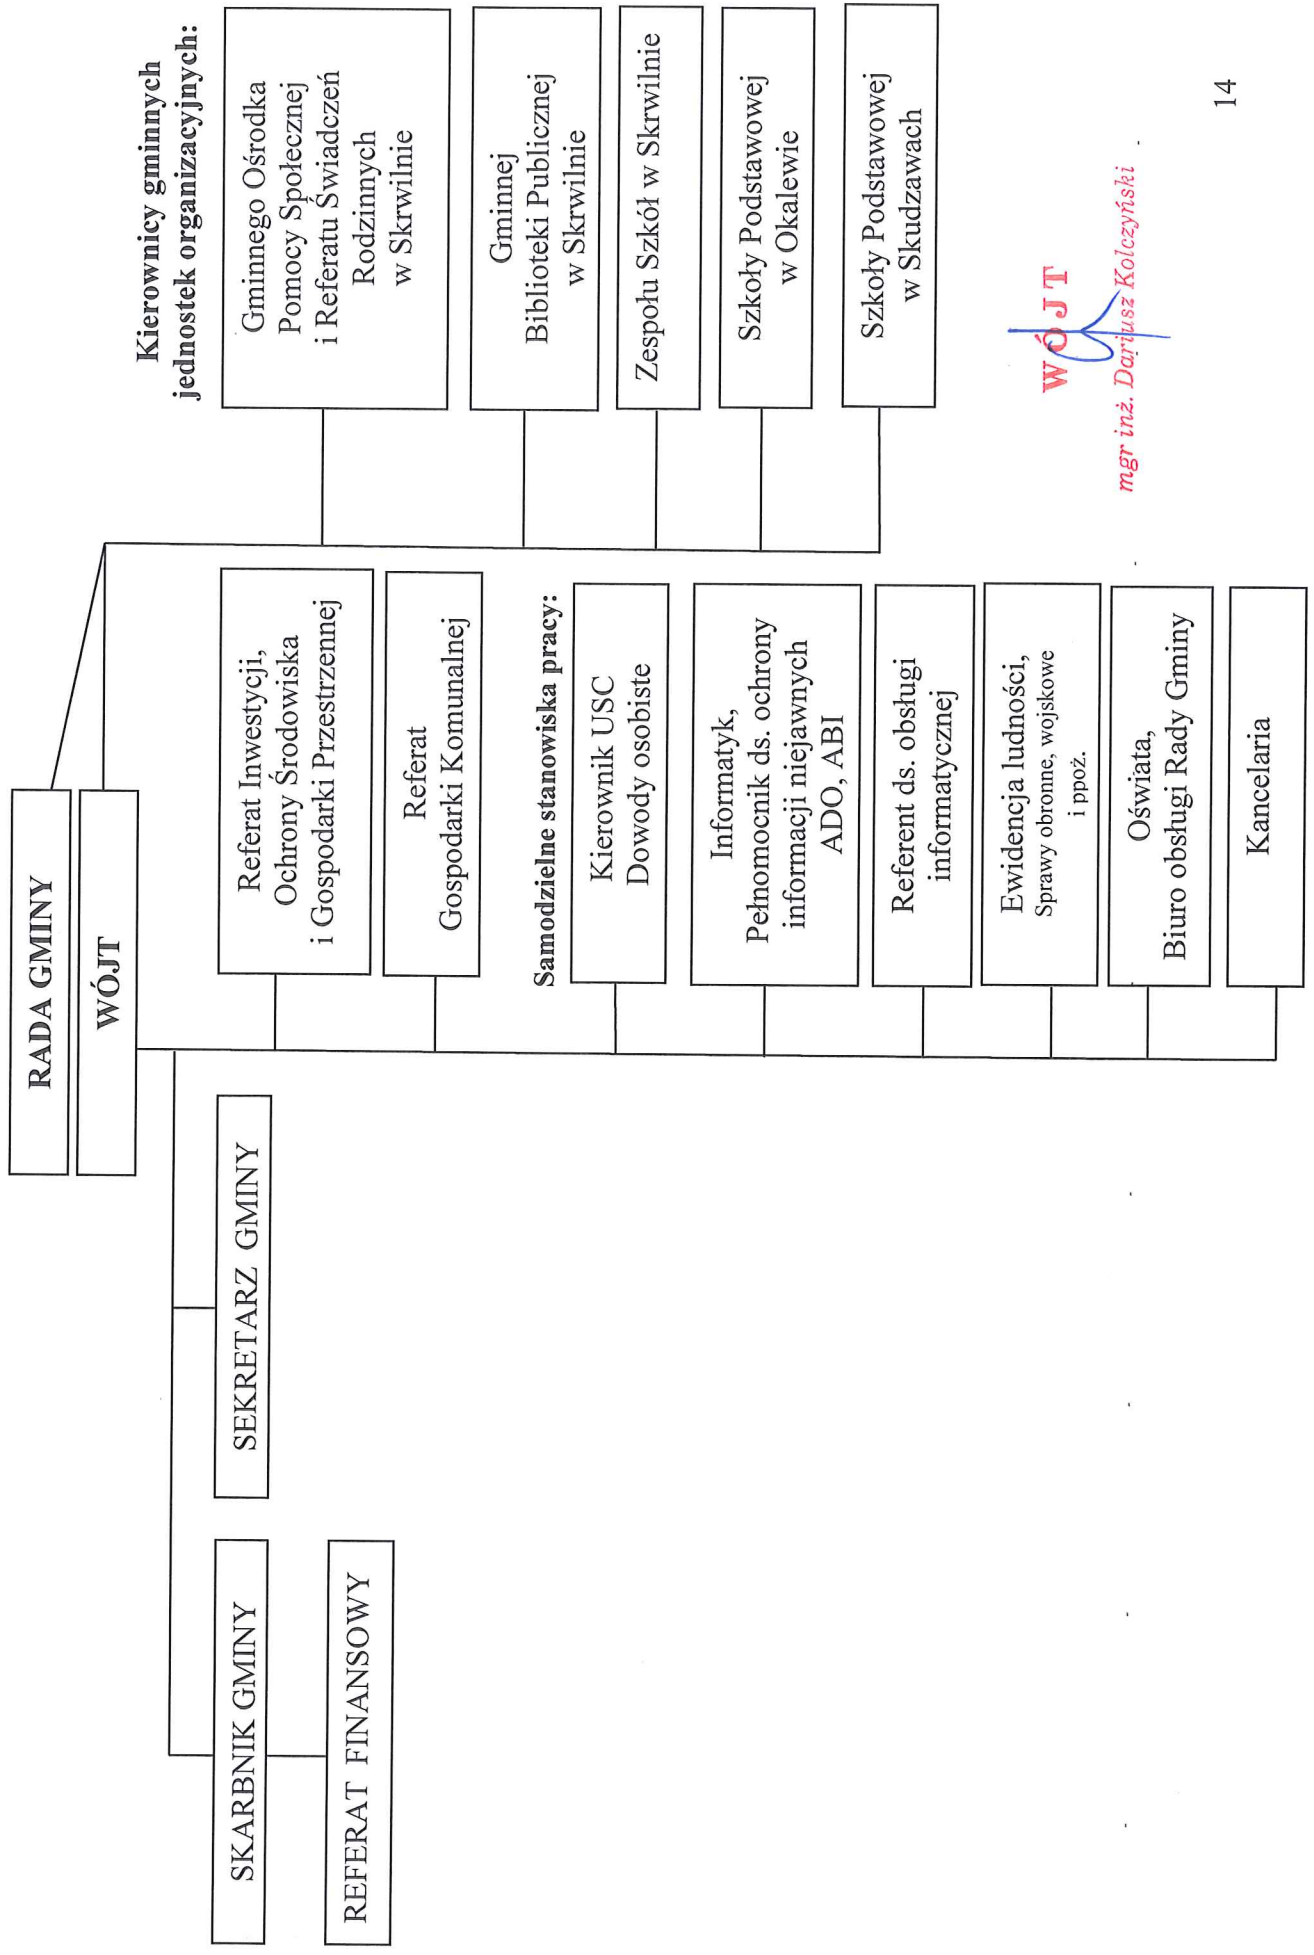 RADA GMINY
WÓJT
SKARBNIK GMINY
REFERAT FINANSOWY
SEKRETARZ GMINY
Referat Inwestycji,
Ochrony Środowiska
i Gospodarki Przestrzennej
Referat
Gospodarki Komunalnej
Samodzielne stanowiska pracy:
Kierownik USC
Dowody osobiste
Informatyk,
Pełnomocnik ds. ochrony
informacji niejawnych
ADO, ABI
Referent ds. obsługi
informatycznej
Ewidencja ludności,
Sprawy obronne, wojskowe
i ppoż.
Oświata,
Biuro obsługi Rady Gminy
Kancelaria
Kierownicy gminnych
jednostek organizacyjnych:
Gminnego Ośrodka
Pomocy Społecznej
i Referatu Świadczeń
Rodzinnych
w Skrwilnie
Gminnej
Biblioteki Publicznej
w Skrwilnie
Zespołu Szkół w Skrwilnie
Szkoły Podstawowej
w Okalewie
Szkoły Podstawowej
w Skudzawach
WÓJT
mgr inż. Dariusz Kolczyński
14